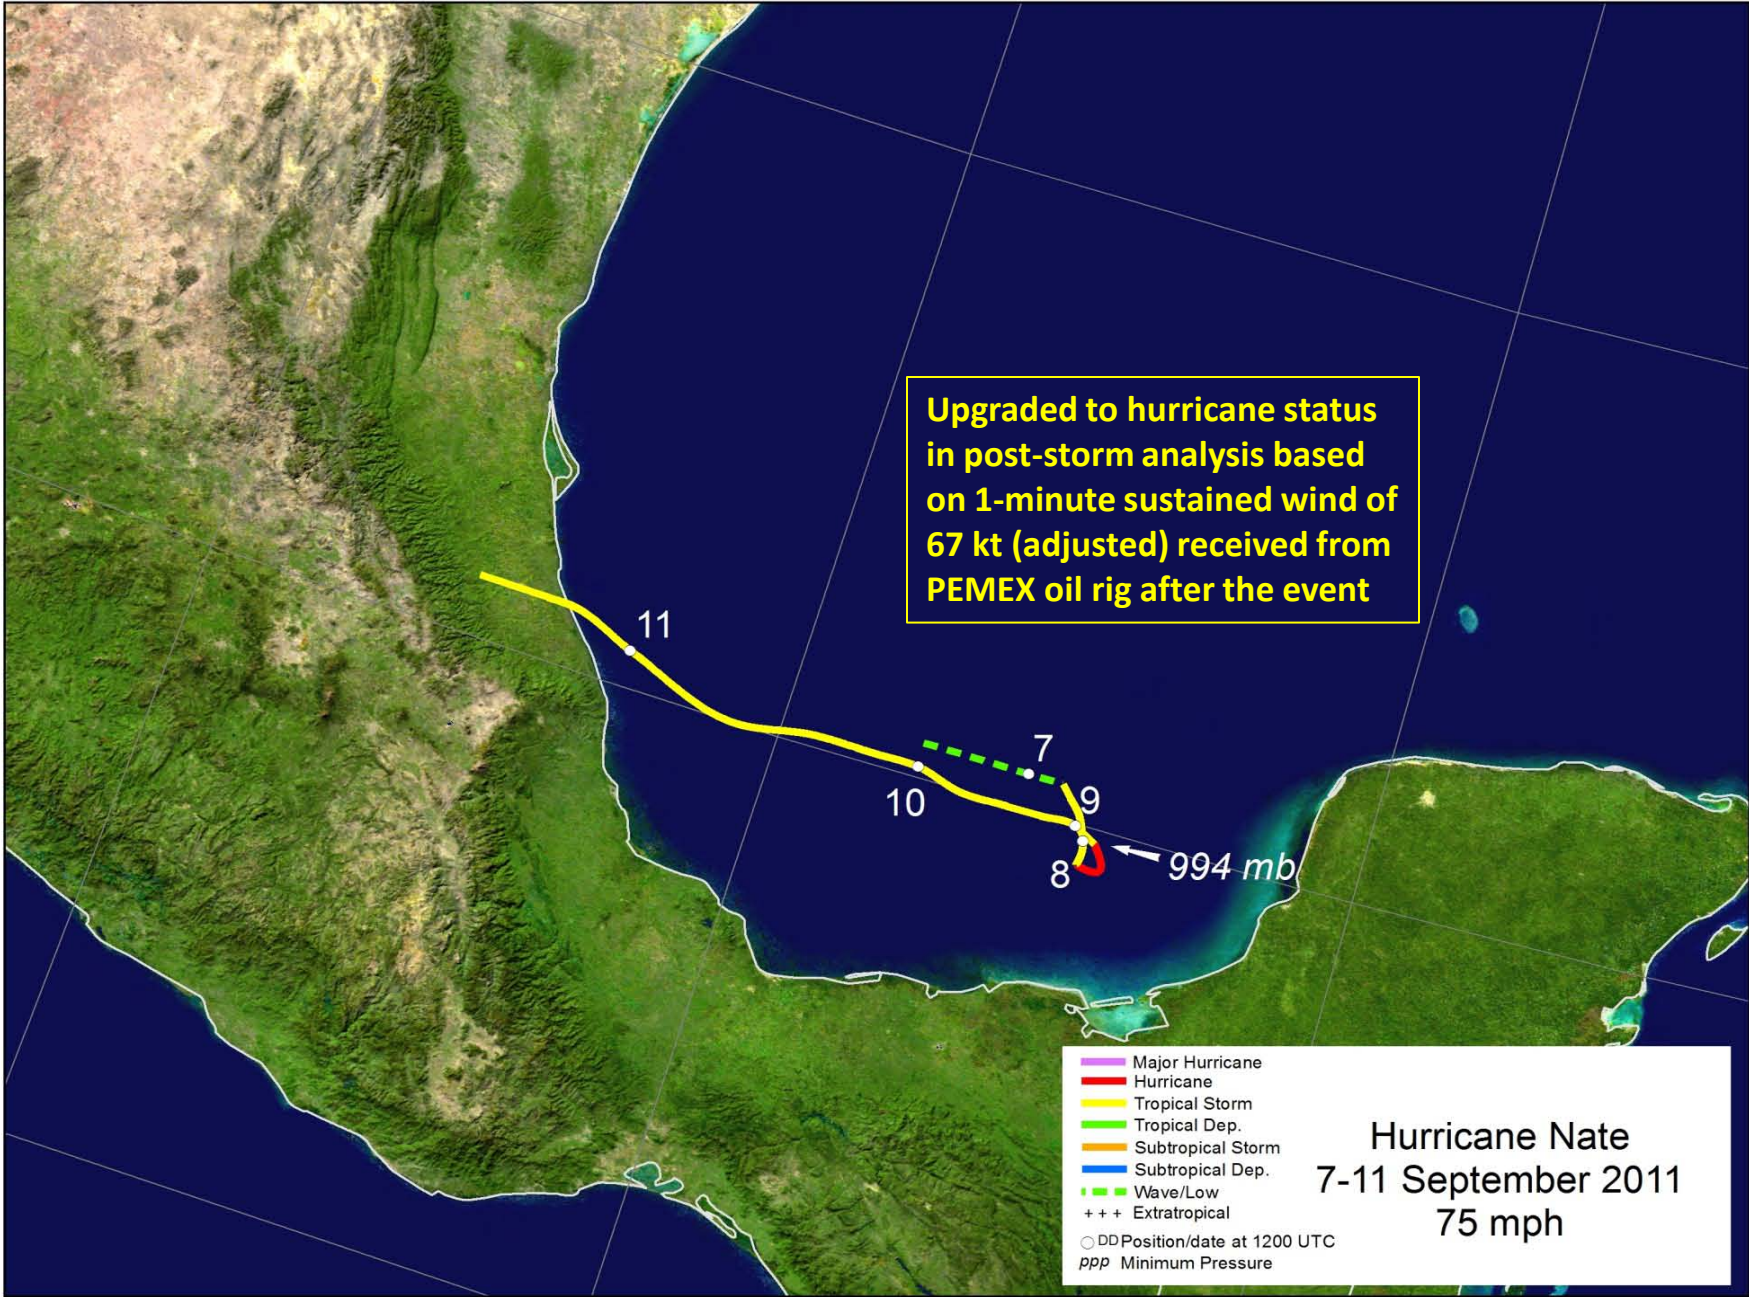 Upgraded to hurricane status
in post-storm analysis based
on 1-minute sustained wind of
67 kt (adjusted) received from
PEMEX oil rig after the event
11
7
10
9
8
994 mb
Major Hurricane
Hurricane
Tropical Storm
Tropical Dep.
Subtropical Storm
Subtropical Dep.
Wave/Low
+ + + Extratropical
DD Position/date at 1200 UTC
ppp Minimum Pressure
Hurricane Nate
7-11 September 2011
75 mph